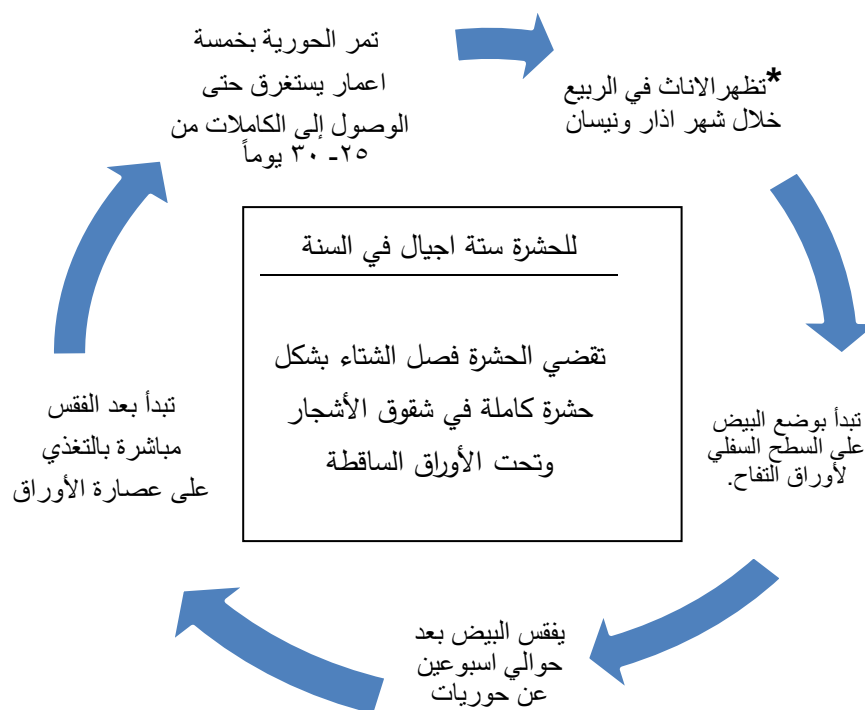 *تظهرالاناث في الربيع
خلال شهر اذار ونيسان
تبدأ بوضع البيض
على السطح السفلي
لأوراق التفاح.
يفقس البيض بعد
حوالي اسبوعين
عن حوريات
تبدأ بعد الفقس
مباشرة بالتغذي
على عصارة الأوراق
تمر الحورية بخمسة
اعمار يستغرق حتى
الوصول إلى الكاملات من
٢٥- ٣٠ يوماً
للحشرة ستة اجيال في السنة
تقضي الحشرة فصل الشتاء بشكل
حشرة كاملة في شقوق الأشجار
وتحت الأوراق الساقطة